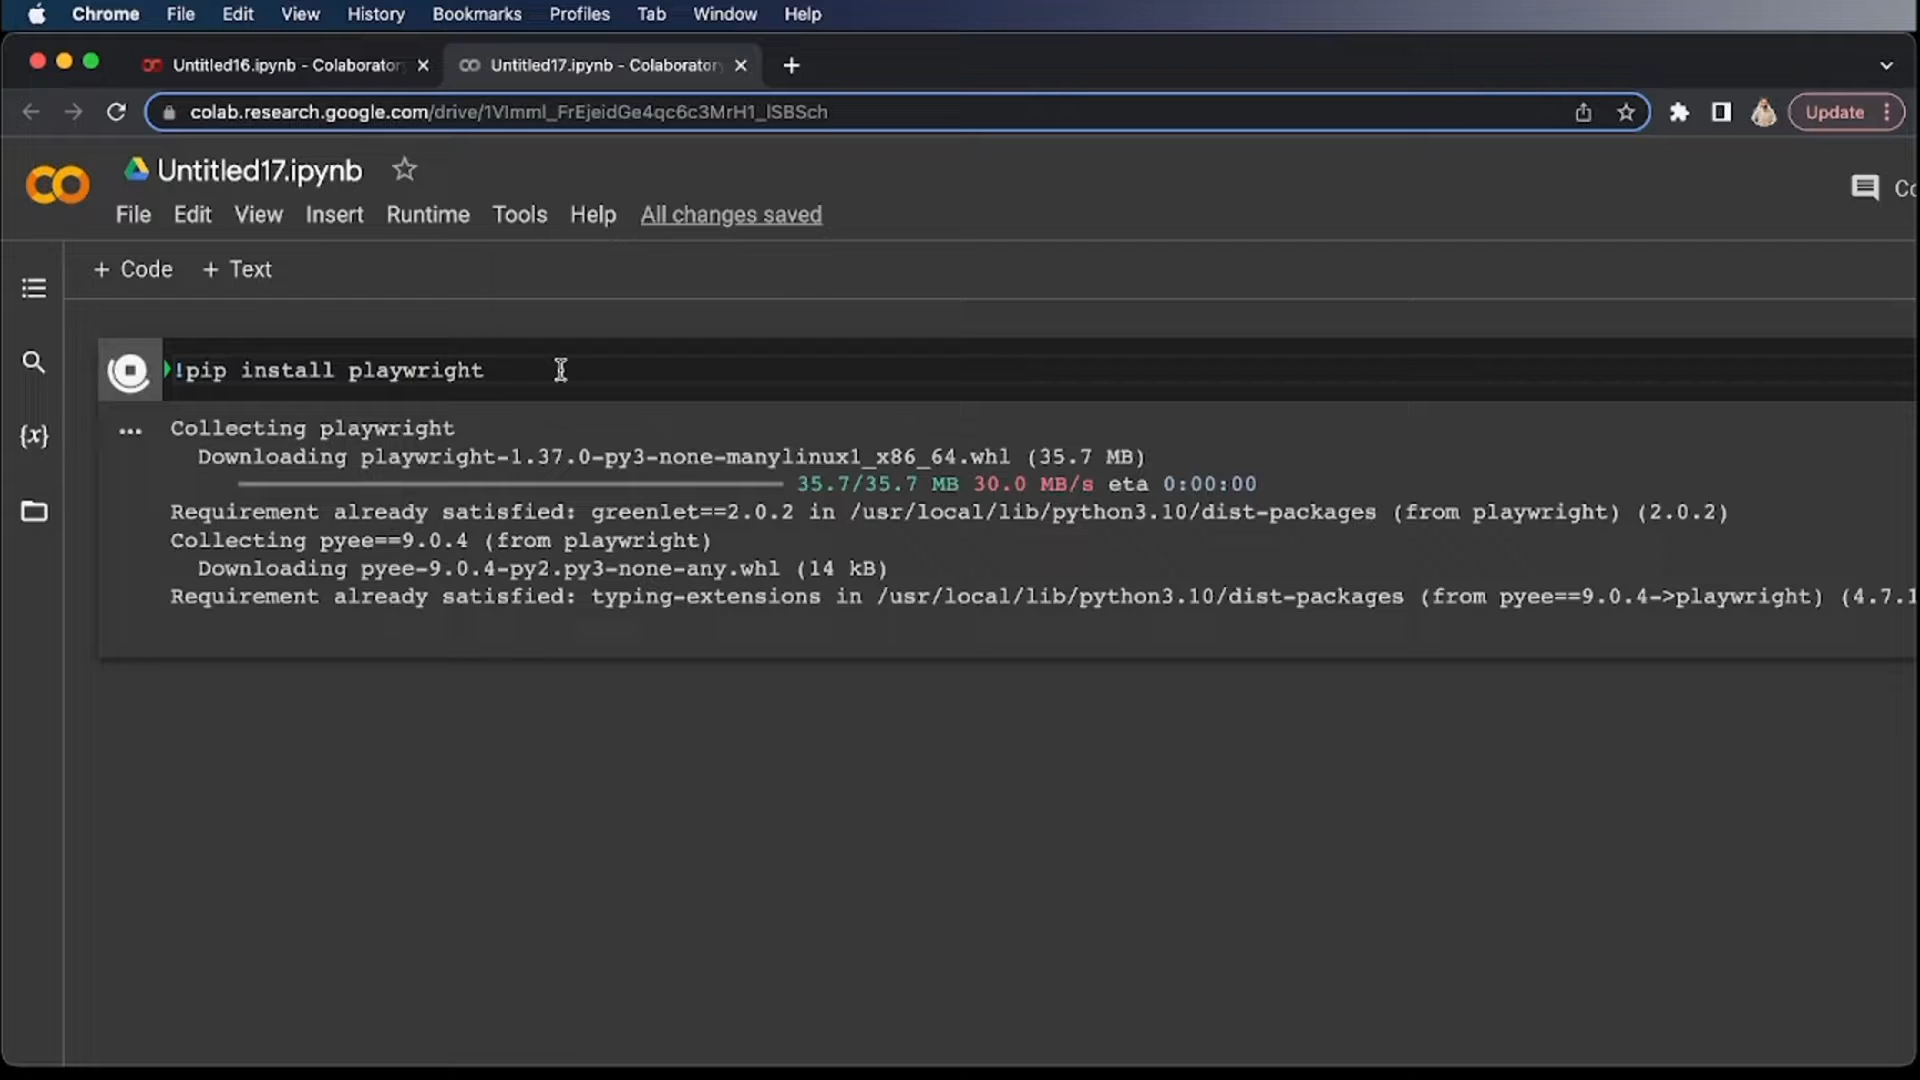 Chrome File Edit View History Bookmarks Profiles Tab Window Help
Untitled16.ipynb - Colaborator Untitled17.ipynb - Colaborator
colab.research.google.com/drive/1VImml_FrEjeidGe4qc6c3MrH1_lSBSch Update
Untitled17.ipynb
File Edit View Insert Runtime Tools Help All changes saved
+ Code + Text
{x}
!pip install playwright
Collecting playwright
Downloading playwright-1.37.0-py3-none-manylinux1_x86_64.whl (35.7 MB)
35.7/35.7 MB 30.0 MB/s eta 0:00:00
Requirement already satisfied: greenlet==2.0.2 in /usr/local/lib/python3.10/dist-packages (from playwright) (2.0.2)
Collecting pyee==9.0.4 (from playwright)
Downloading pyee-9.0.4-py2.py3-none-any.whl (14 kB)
Requirement already satisfied: typing-extensions in /usr/local/lib/python3.10/dist-packages (from pyee==9.0.4->playwright) (4.7.1